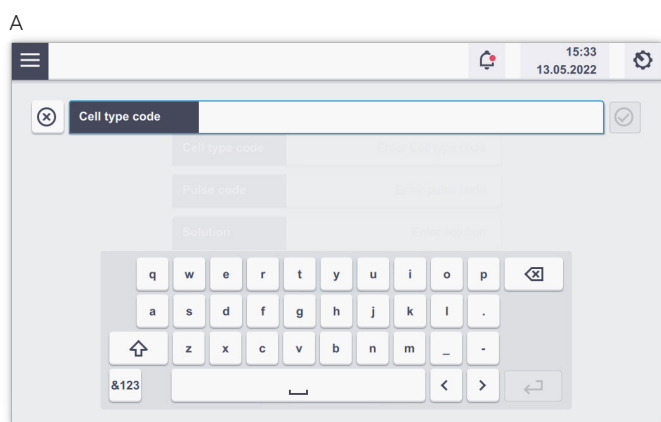 A
15:33
13.05.2022
Cell type code
Cell type code
Pulse code
Solution
q w e r t y u i o p
a s d f g h j k l .
z x c v b n m _ -
&123 < >